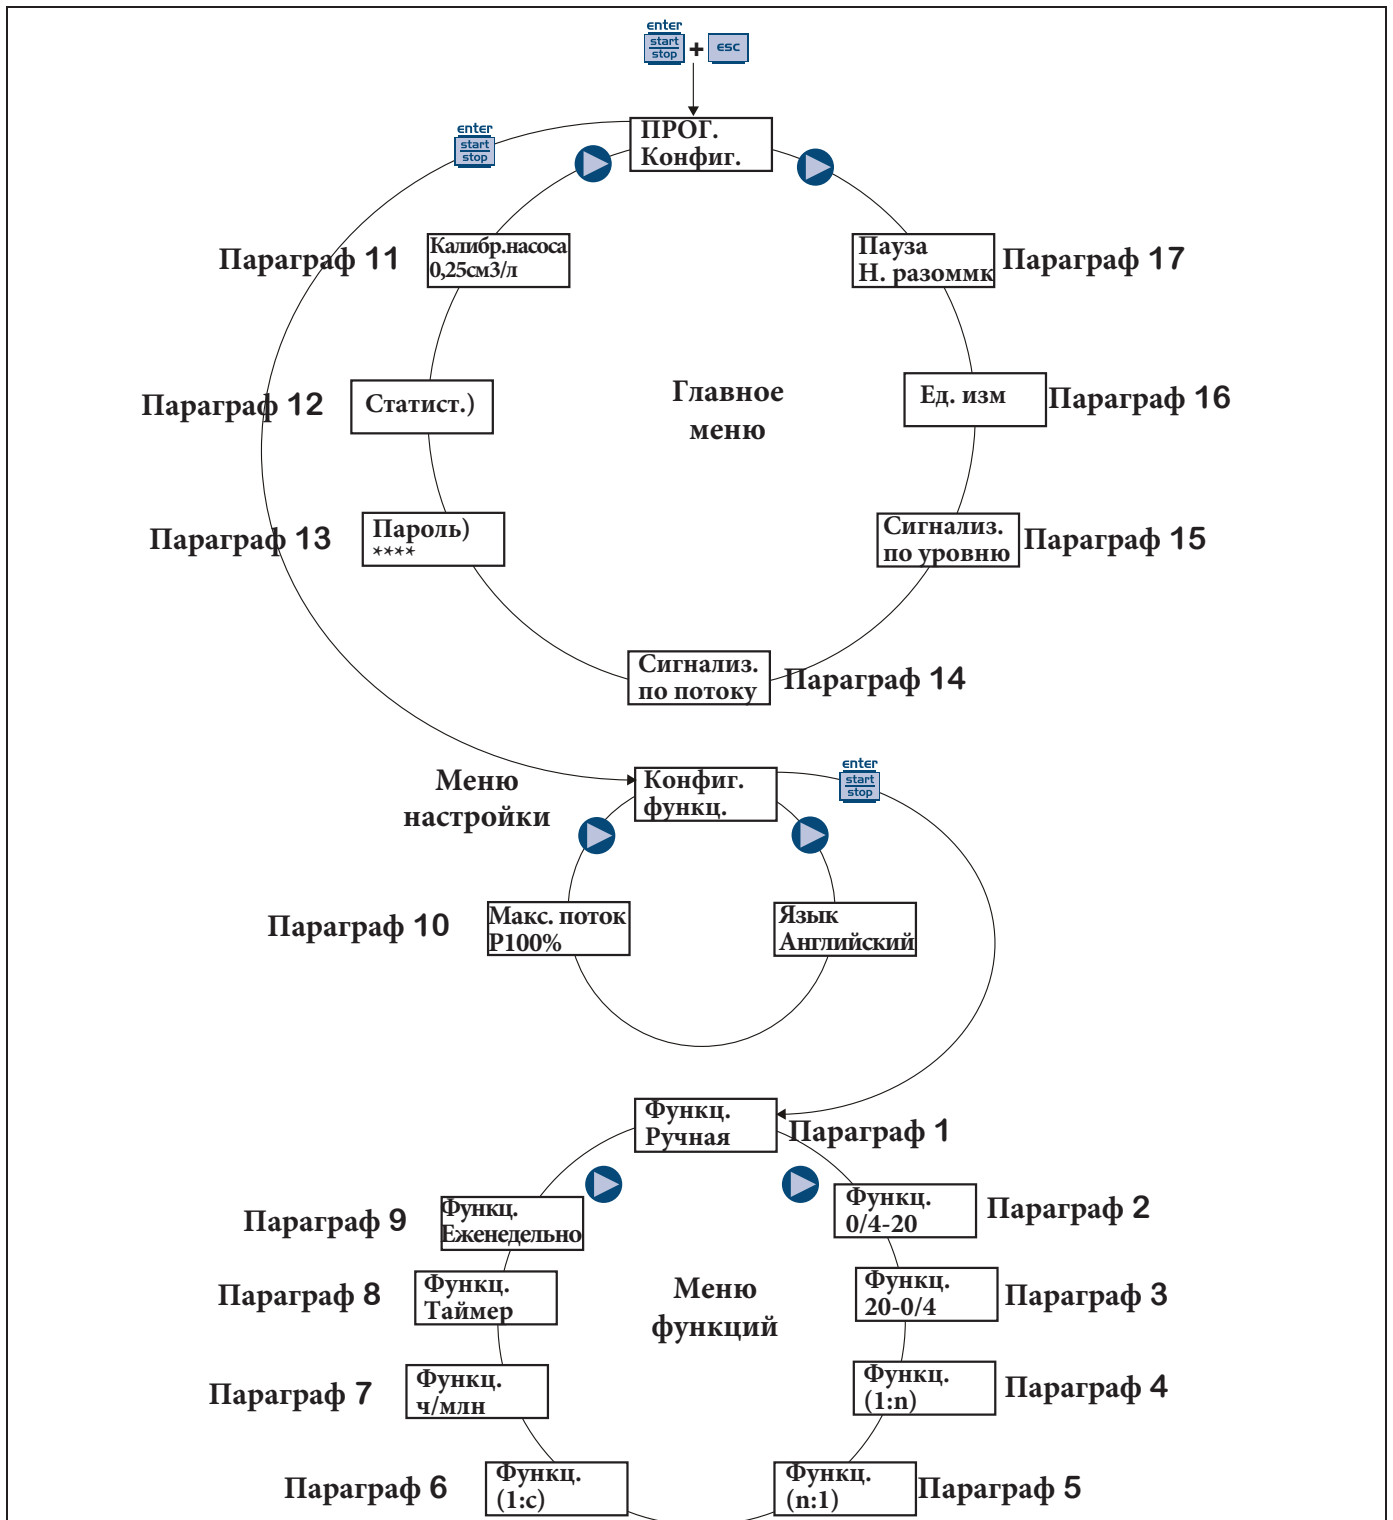 enter
start
stop
+
esc
ПРОГ.
Конфиг.
enter
start
stop
Параграф 11
Калибр.насоса
0,25см3/л
Пауза
Н. разоммк
Параграф 17
Параграф 12
Статист.)
Главное
меню
Ед. изм
Параграф 16
Параграф 13
Пароль)
****
Сигнализ.
по уровню
Параграф 15
Сигнализ.
по потоку
Параграф 14
Меню
настройки
Конфиг.
функц.
enter
start
stop
Параграф 10
Макс. поток
P100%
Язык
Английский
Функц.
Ручная
Параграф 1
Параграф 9
Функц.
Еженедельно
Функц.
0/4-20
Параграф 2
Параграф 8
Функц.
Таймер
Меню
функций
Функц.
20-0/4
Параграф 3
Параграф 7
Функц.
ч/млн
Функц.
(1:n)
Параграф 4
Параграф 6
Функц.
(1:c)
Функц.
(n:1)
Параграф 5